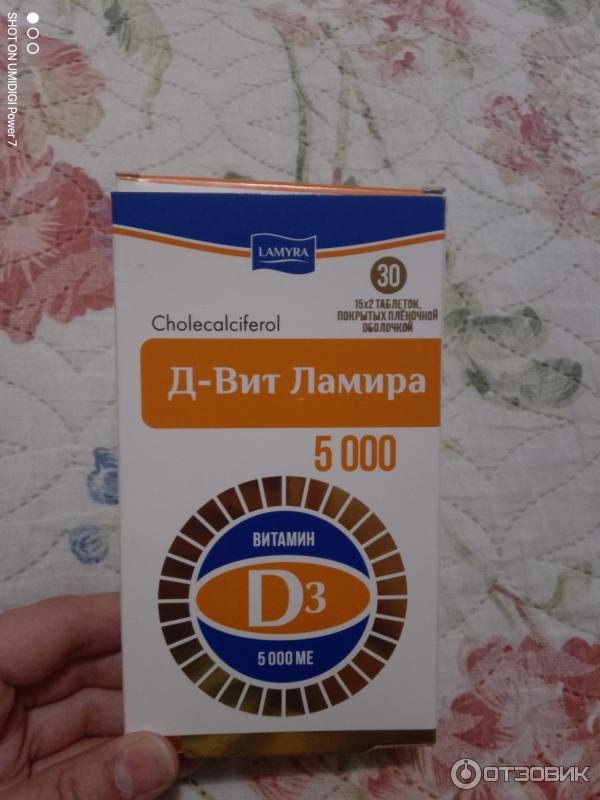 SHOT ON UMIDIGI Power 7
LAMYRA
30
15x2 ТАБЛЕТОК,
ПОКРЫТЫХ ПЛЁНОЧНОЙ
ОБОЛОЧКОЙ
Cholecalciferol
Д-Вит Ламира
5 000
ВИТАМИН
D3
5 000 МЕ
ОТЗОВИК